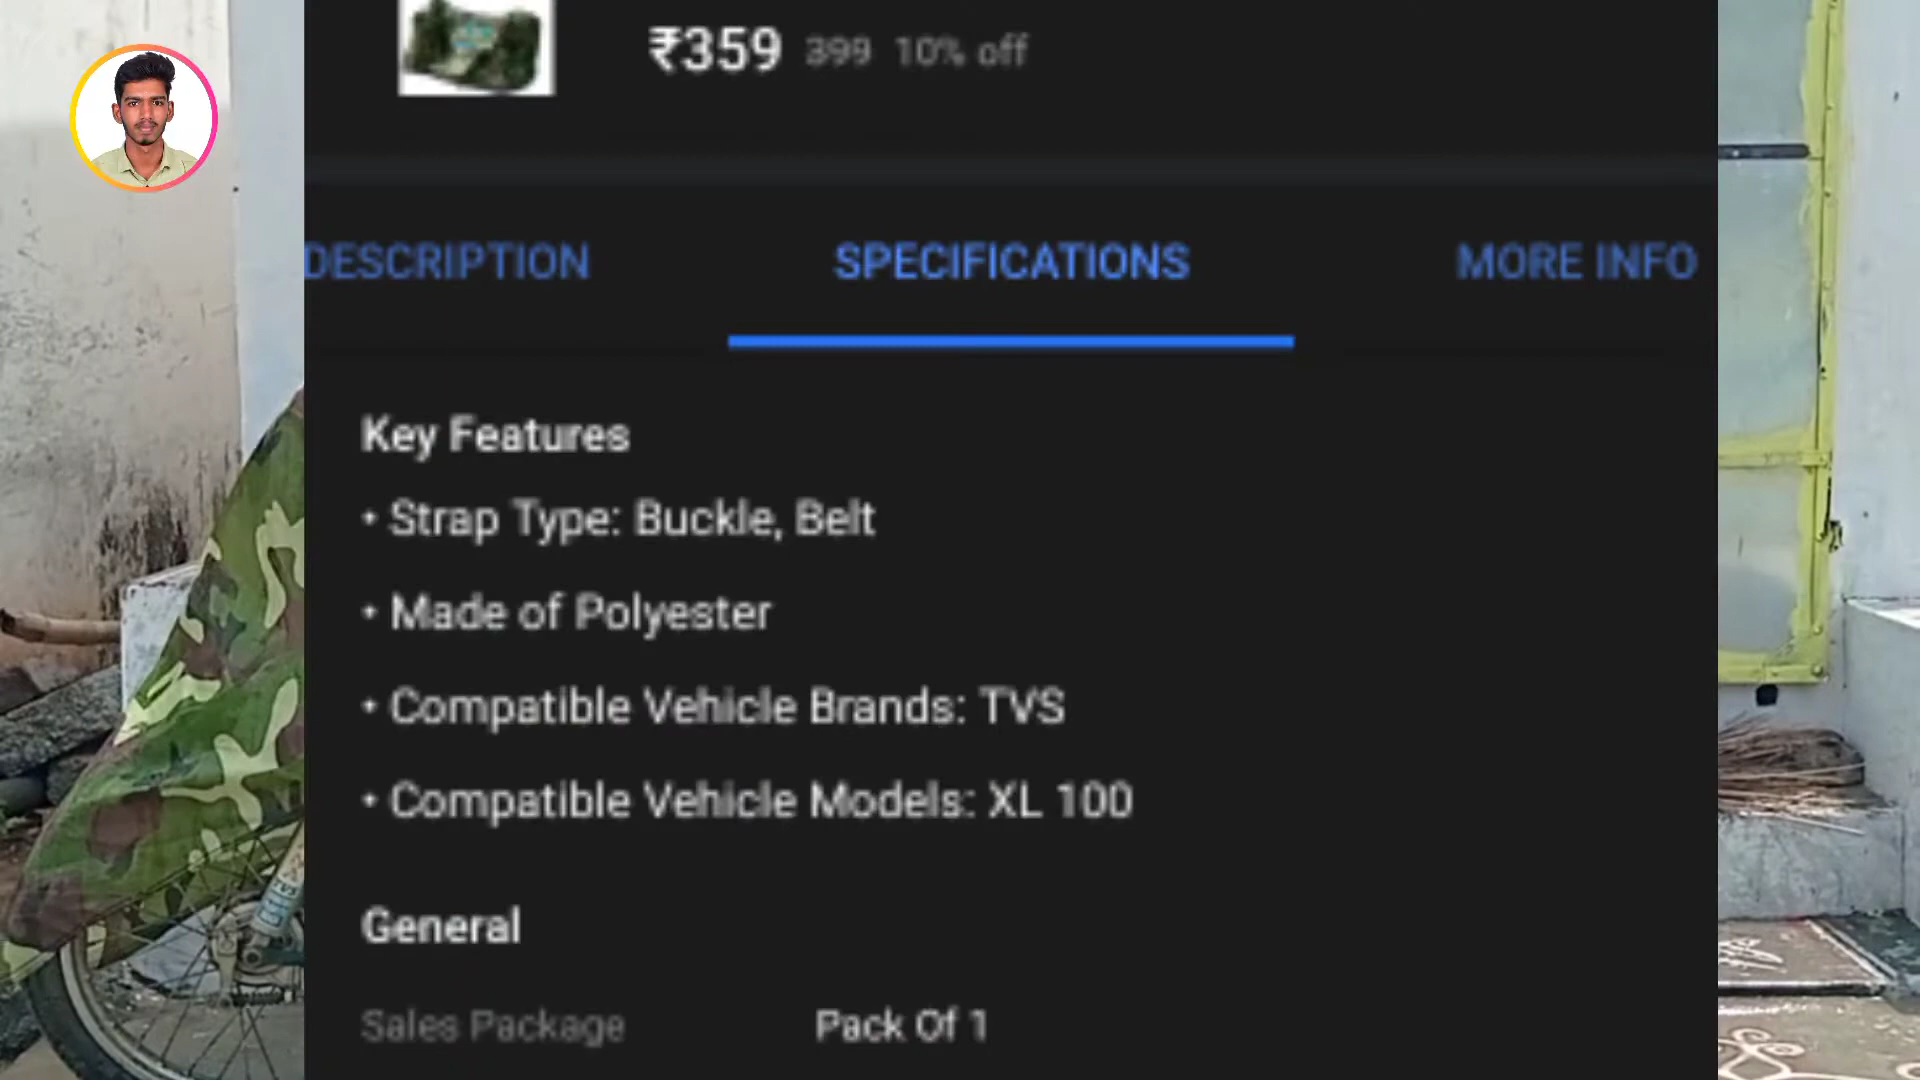 ₹359 399 10% off
DESCRIPTION SPECIFICATIONS MORE INFO
Key Features
• Strap Type: Buckle, Belt
• Made of Polyester
• Compatible Vehicle Brands: TVS
• Compatible Vehicle Models: XL 100
General
Sales Package Pack Of 1
TVS